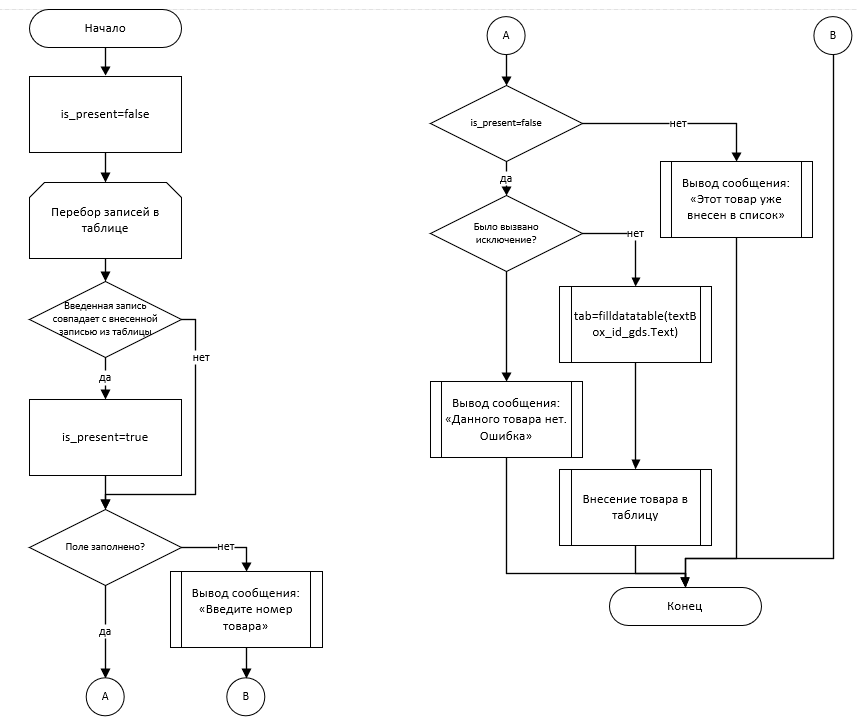 Начало
is_present=false
Перебор записей в
таблице
Введенная запись
совпадает с внесенной
записью из таблицы
нет
да
is_present=true
Поле заполнено?
нет
Вывод сообщения:
«Введите номер
товара»
да
A
B
A
B
is_present=false
нет
да
Вывод сообщения:
«Этот товар уже
внесен в список»
Было вызвано
исключение?
нет
tab=filldatatable(textB
ox_id_gds.Text)
Вывод сообщения:
«Данного товара нет.
Ошибка»
Внесение товара в
таблицу
Конец